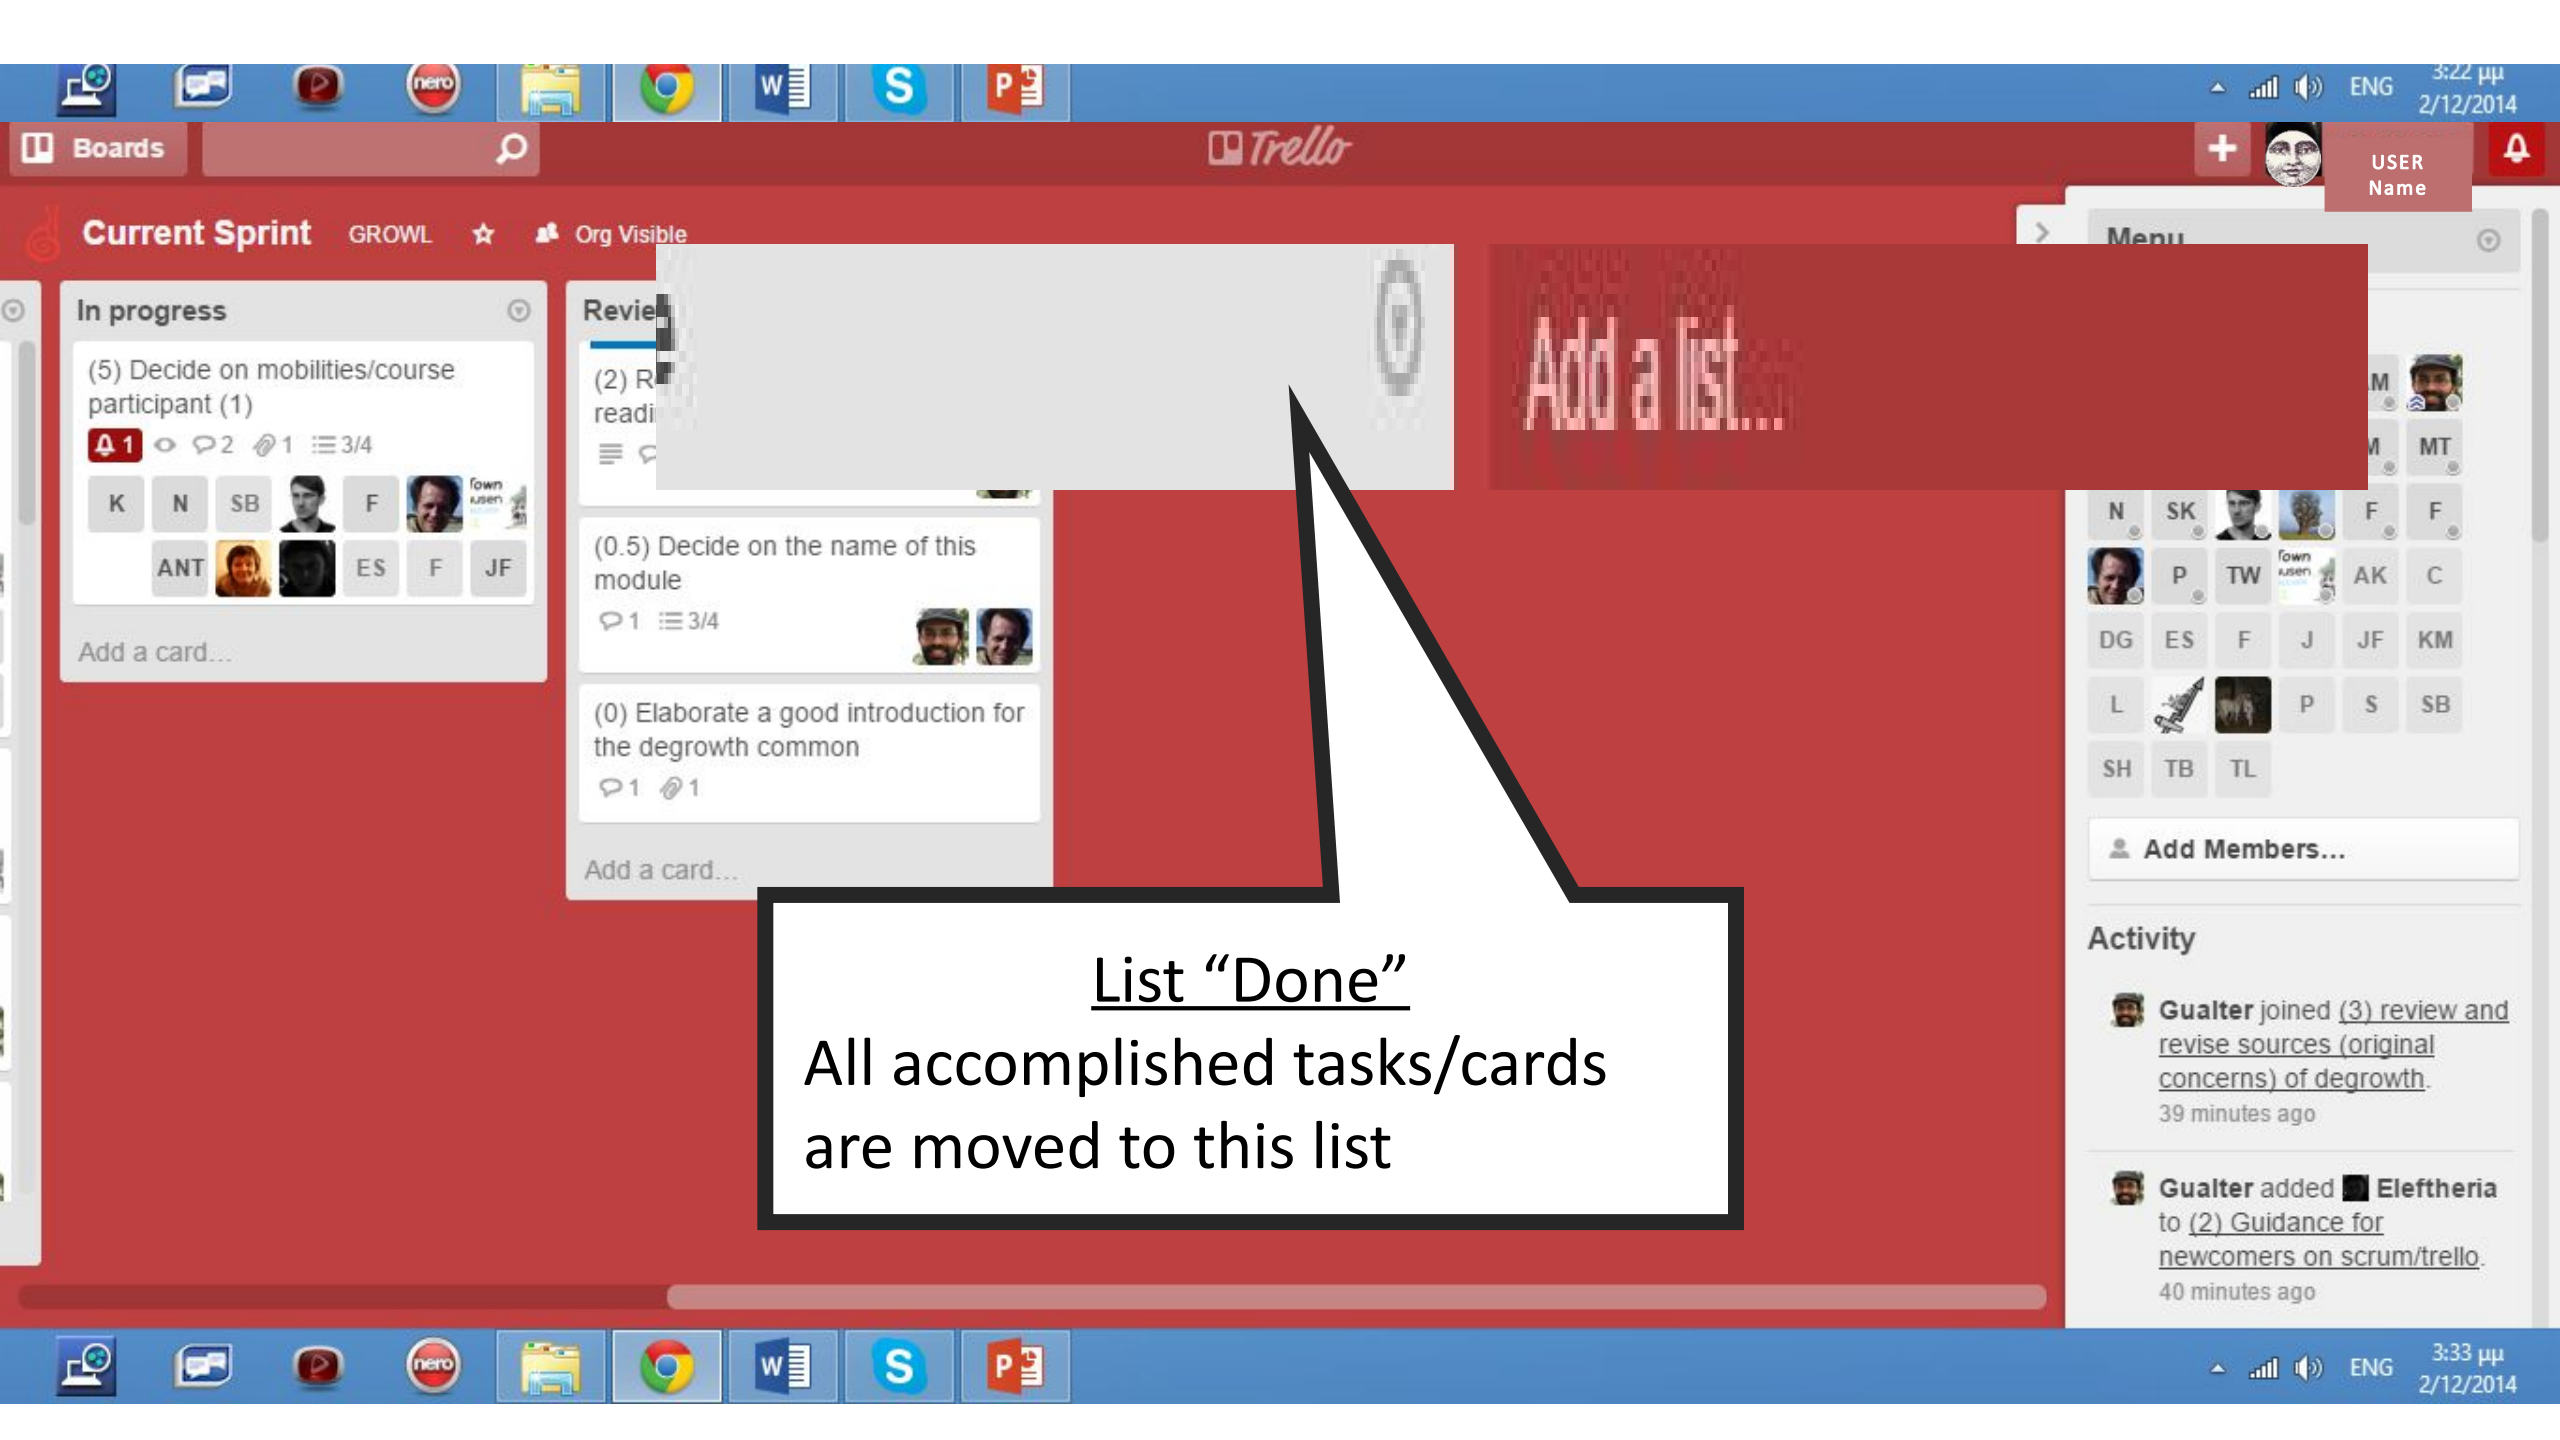 nero
W
S
P
ENG
3:22 μμ
2/12/2014
Boards
Trello
USER
Name
Current Sprint
GROWL
Org Visible
Menu
In progress
(5) Decide on mobilities/course
participant (1)
1
2
1
3/4
K N SB F
ANT ES F JF
Add a card...
(2)
(0.5) Decide on the name of this
module
1
3/4
(0) Elaborate a good introduction for
the degrowth common
1
1
Add a card...
Add a list...
List “Done”
All accomplished tasks/cards
are moved to this list
MT
N SK F F
P TW AK C
DG ES F J JF KM
L P S SB
SH TB TL
Add Members...
Activity
Gualter joined (3) review and
revise sources (original
concerns) of degrowth.
39 minutes ago
Gualter added Eleftheria
to (2) Guidance for
newcomers on scrum/trello.
40 minutes ago
nero
W
S
P
ENG
3:33 μμ
2/12/2014